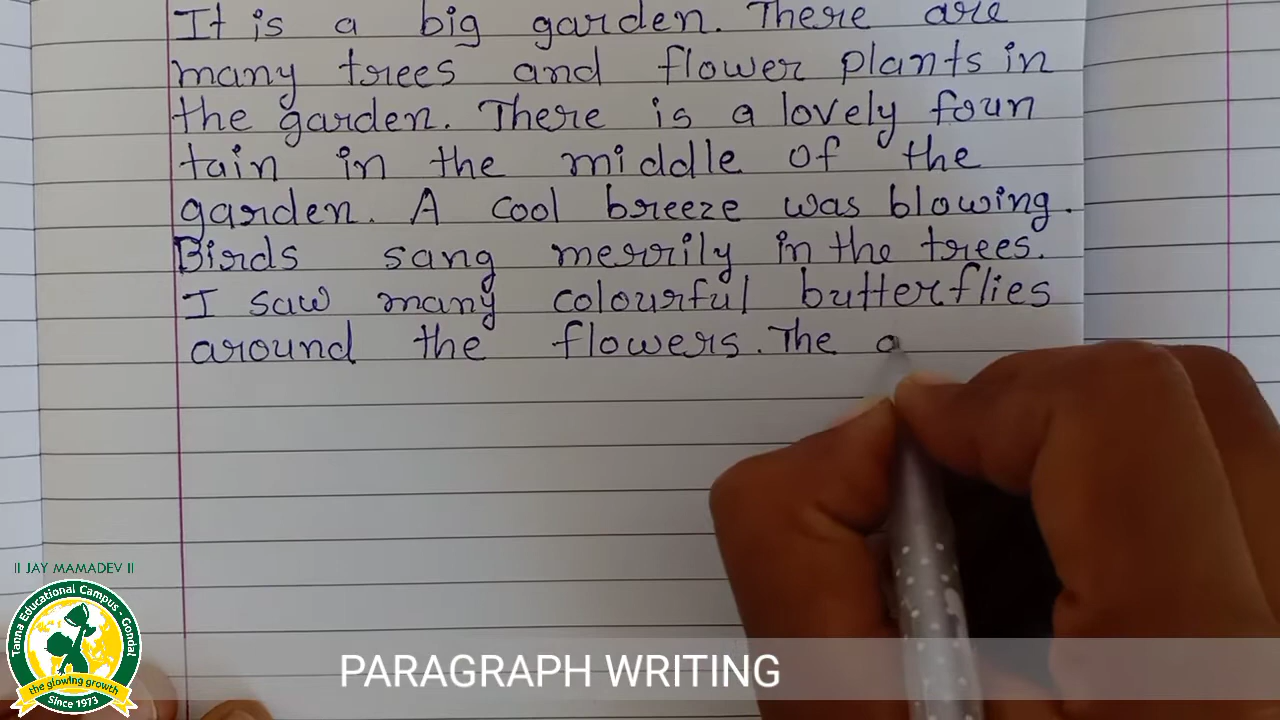 It is a big garden. There are
many trees and flower plants in
the garden. There is a lovely foun
tain in the middle of the
garden. A cool breeze was blowing.
Birds sang merrily in the trees.
I saw many colourful butterflies
around the flowers. The a
II JAY MAMADEV II
Tanna Educational Campus - Gondal
the glowing growth
Since 1973
PARAGRAPH WRITING